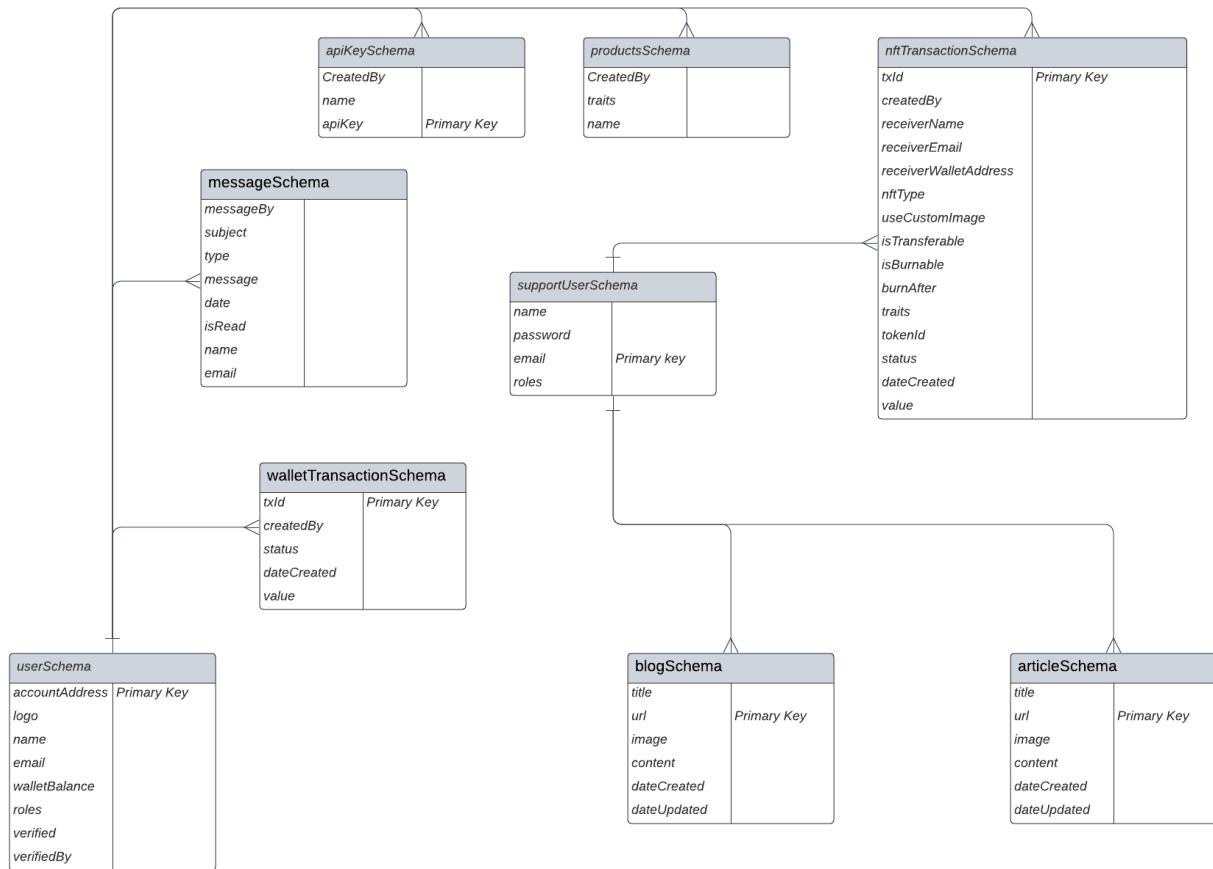 apiKeySchema
CreatedBy
name
apiKey Primary Key
productsSchema
CreatedBy
traits
name
nftTransactionSchema
txId Primary Key
createdBy
receiverName
receiverEmail
receiverWalletAddress
nftType
useCustomImage
isTransferable
isBurnable
burnAfter
traits
tokenId
status
dateCreated
value
messageSchema
messageBy
subject
type
message
date
isRead
name
email
supportUserSchema
name
password
email Primary key
roles
walletTransactionSchema
txId Primary Key
createdBy
status
dateCreated
value
userSchema
accountAddress Primary Key
logo
name
email
walletBalance
roles
verified
verifiedBy
blogSchema
title
url Primary Key
image
content
dateCreated
dateUpdated
articleSchema
title
url Primary Key
image
content
dateCreated
dateUpdated